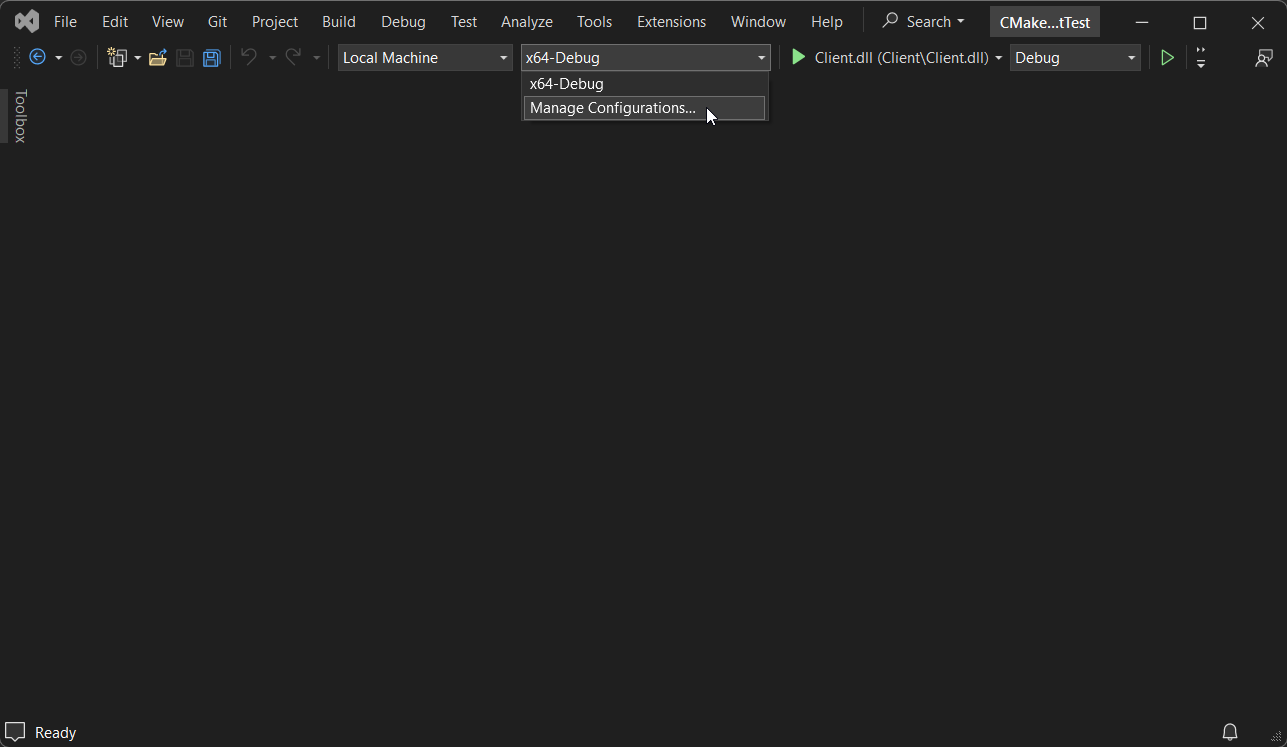 File Edit View Git Project Build Debug Test Analyze Tools Extensions Window Help Search CMake...tTest
Local Machine x64-Debug Client.dll (Client\Client.dll) Debug
x64-Debug
Manage Configurations...
Toolbox
Ready